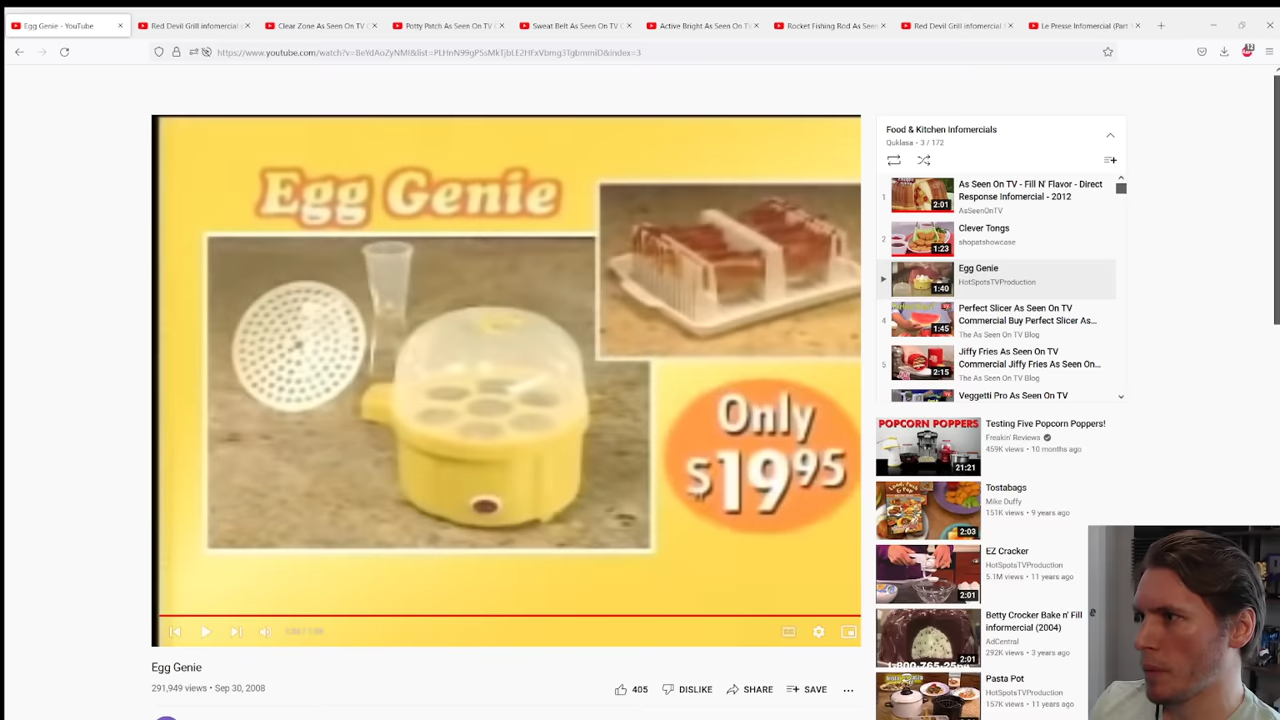 Egg Genie - YouTube
Red Devil Grill infomercial
Clear Zone As Seen On TV
Potty Patch As Seen On TV
Sweat Belt As Seen On TV
Active Bright As Seen On TV
Rocket Fishing Rod As Seen
Red Devil Grill infomercial
Le Presse Infomercial (Part
Egg Genie
Only
$19.95
Food & Kitchen Infomercials
Quklasa - 3 / 172
1
2:01
As Seen On TV - Fill N' Flavor - Direct
Response Infomercial - 2012
AsSeenOnTV
2
1:23
Clever Tongs
shopatshowcase
1:40
Egg Genie
HotSpotsTVProduction
4
1:45
Perfect Slicer As Seen On TV
Commercial Buy Perfect Slicer As...
The As Seen On TV Blog
5
2:15
Jiffy Fries As Seen On TV
Commercial Jiffy Fries As Seen On...
The As Seen On TV Blog
Veggetti Pro As Seen On TV
POPCORN POPPERS
21:21
Testing Five Popcorn Poppers!
Freakin' Reviews
459K views • 10 months ago
2:03
Tostabags
Mike Duffy
151K views • 9 years ago
2:01
EZ Cracker
HotSpotsTVProduction
5.1M views • 11 years ago
2:01
Betty Crocker Bake n' Fill
informercial (2004)
AdCentral
292K views • 3 years ago
Pasta Pot
HotSpotsTVProduction
157K views • 11 years ago
Egg Genie
291,949 views • Sep 30, 2008
405
DISLIKE
SHARE
SAVE